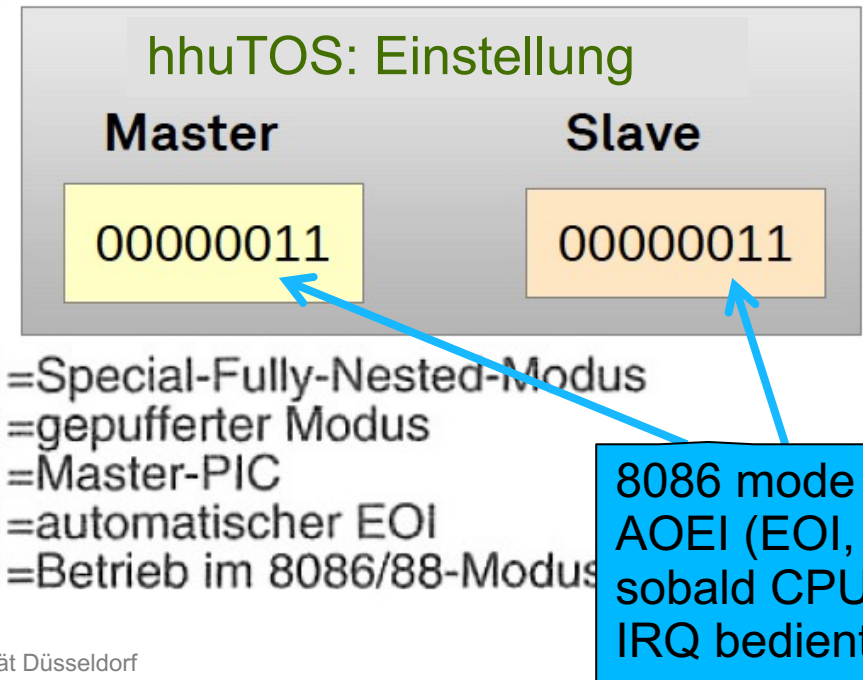 hhuTOS: Einstellung
Master Slave
00000011 00000011
=Special-Fully-Nested-Modus
=gepufferter Modus
=Master-PIC
=automatischer EOI
=Betrieb im 8086/88-Modus
8086 mode
AOEI (EOI,
sobald CPU
IRQ bedient
ät Düsseldorf